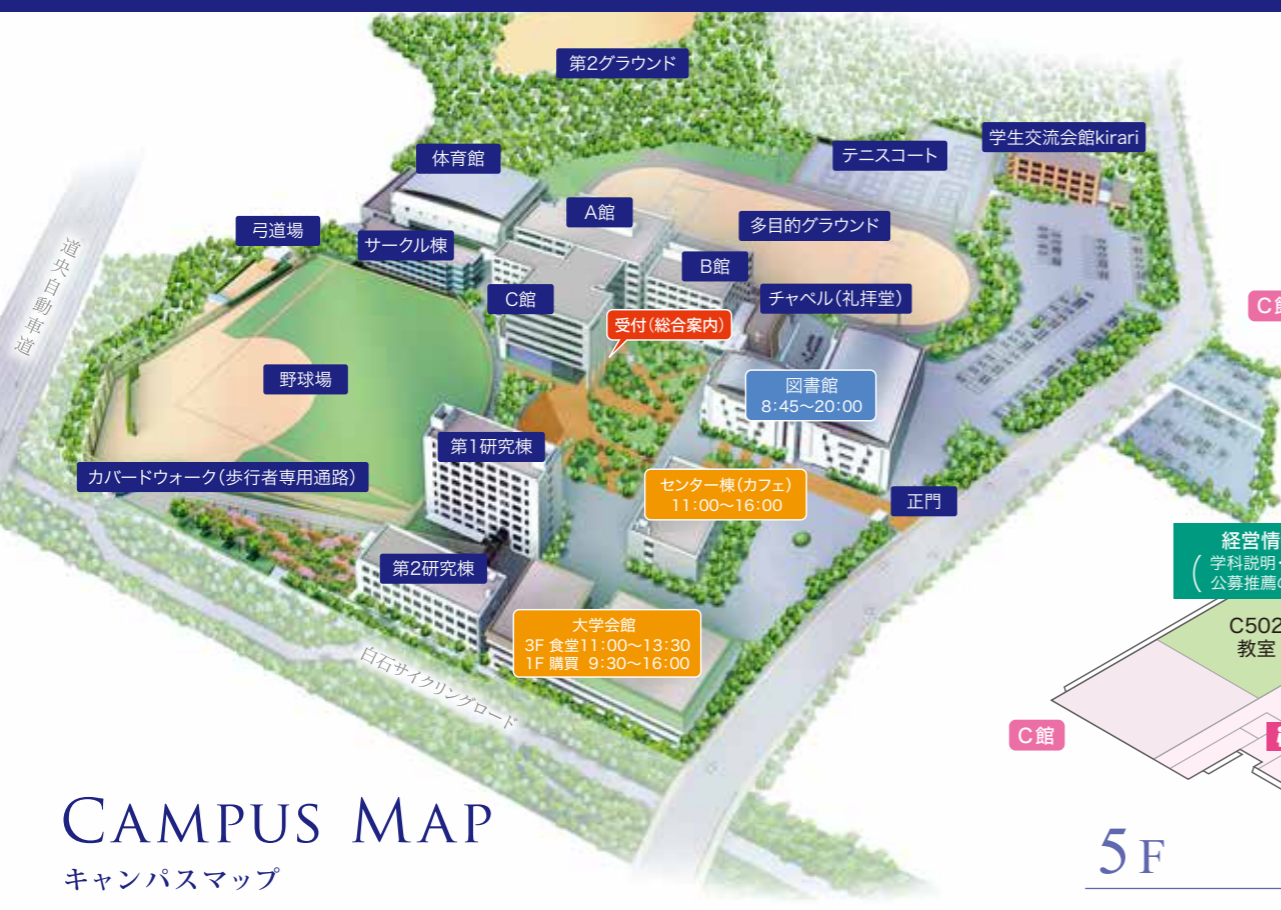 第2グラウンド
学生交流会館kirari
テニスコート
体育館
A館
多目的グラウンド
弓道場
サークル棟
B館
道央自動車道
C館
チャペル(礼拝堂)
受付(総合案内)
野球場
図書館
8:45～20:00
第1研究棟
カバードウォーク(歩行者専用通路)
センター棟(カフェ)
11:00～16:00
正門
第2研究棟
大学会館
3F 食堂11:00～13:30
1F 購買 9:30～16:00
白石サイクリングロード
CAMPUS MAP
キャンパスマップ
C館
経営情
(学科説明・
公募推薦の
C502
教室
C館
5F